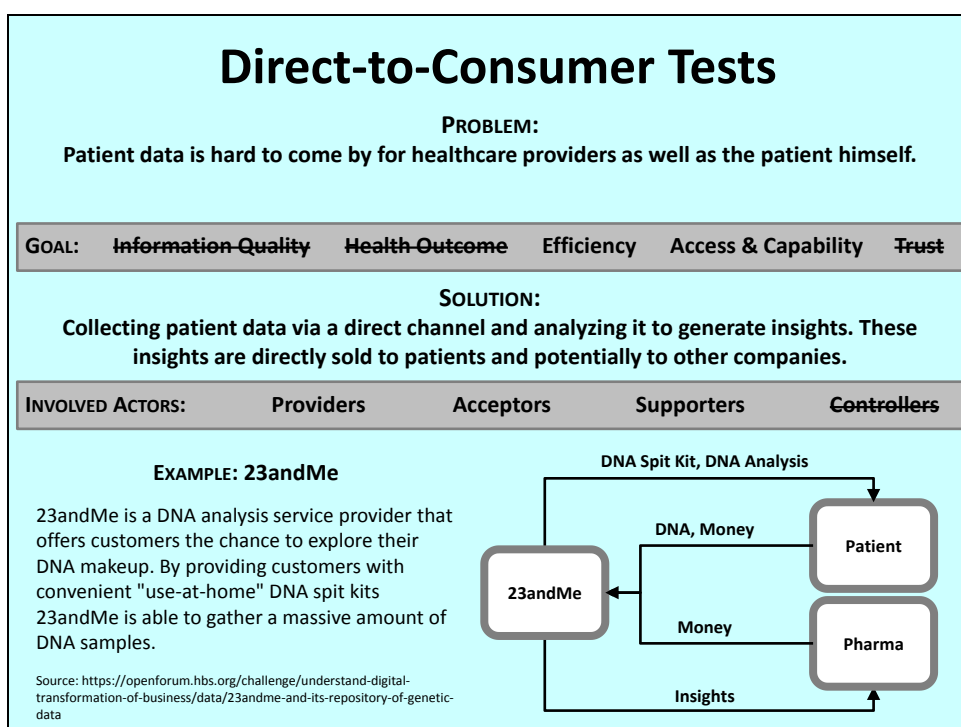 Direct-to-Consumer Tests
PROBLEM:
Patient data is hard to come by for healthcare providers as well as the patient himself.
GOAL: Information Quality Health Outcome Efficiency Access & Capability Trust
SOLUTION:
Collecting patient data via a direct channel and analyzing it to generate insights. These
insights are directly sold to patients and potentially to other companies.
INVOLVED ACTORS: Providers Acceptors Supporters Controllers
EXAMPLE: 23andMe
23andMe is a DNA analysis service provider that
offers customers the chance to explore their
DNA makeup. By providing customers with
convenient "use-at-home" DNA spit kits
23andMe is able to gather a massive amount of
DNA samples.
Source: https://openforum.hbs.org/challenge/understand-digital-
transformation-of-business/data/23andme-and-its-repository-of-genetic-
data
DNA Spit Kit, DNA Analysis
DNA, Money
Patient
23andMe
Money
Pharma
Insights